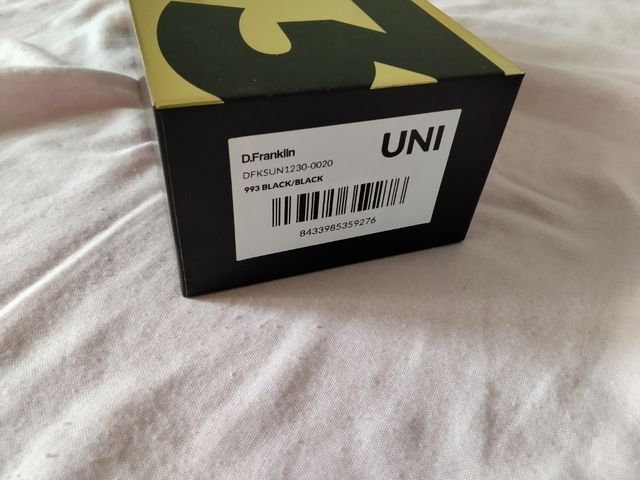 D.Franklin
UNI
DFKSUN1230-0020
993 BLACK/BLACK
8433985359276